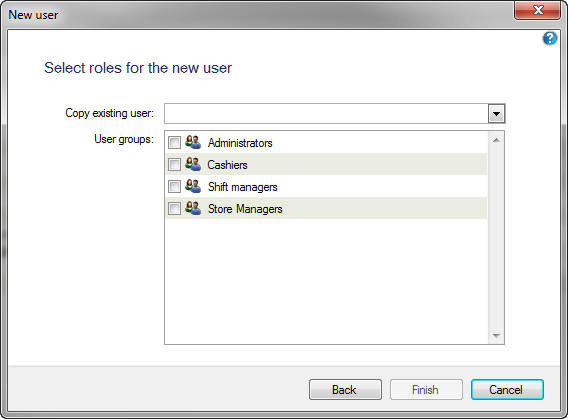 New user
Select roles for the new user
Copy existing user:
User groups:
Administrators
Cashiers
Shift managers
Store Managers
Back
Finish
Cancel